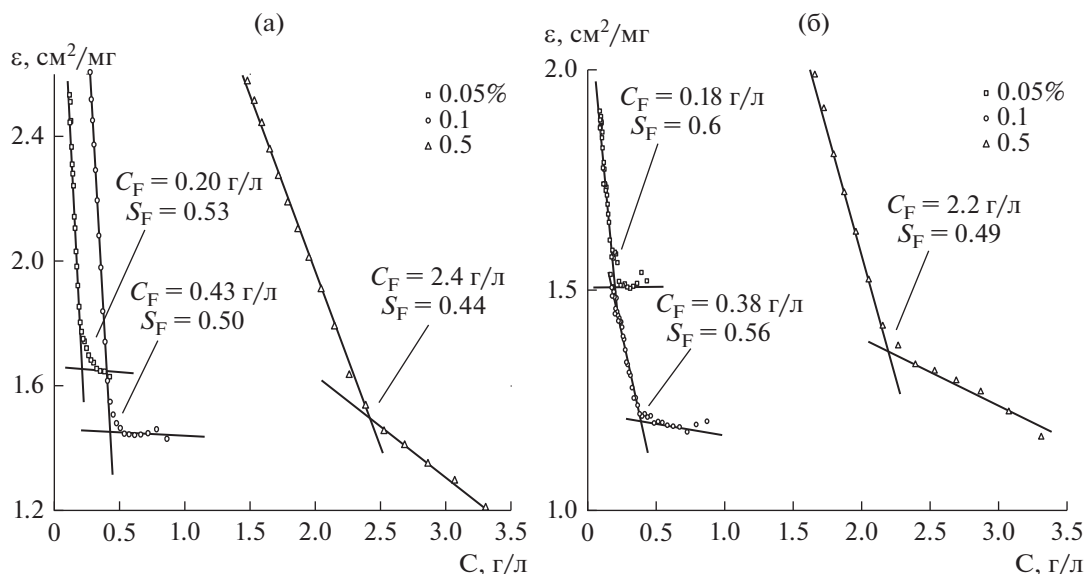 (а)
ε, см²/мг
0.05%
0.1
0.5
C_F = 0.20 г/л
S_F = 0.53
C_F = 0.43 г/л
S_F = 0.50
C_F = 2.4 г/л
S_F = 0.44
2.4
2.0
1.6
1.2
0 0.5 1.0 1.5 2.0 2.5 3.0 3.5
C, г/л
(б)
ε, см²/мг
0.05%
0.1
0.5
C_F = 0.18 г/л
S_F = 0.6
C_F = 2.2 г/л
S_F = 0.49
C_F = 0.38 г/л
S_F = 0.56
2.0
1.5
1.0
0 0.5 1.0 1.5 2.0 2.5 3.0 3.5
C, г/л